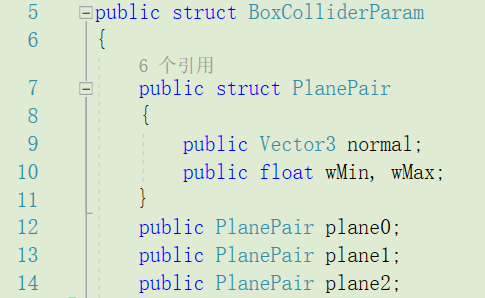 5 public struct BoxColliderParam
6 {
6 个引用
7 public struct PlanePair
8 {
9 public Vector3 normal;
10 public float wMin, wMax;
11 }
12 public PlanePair plane0;
13 public PlanePair plane1;
14 public PlanePair plane2;